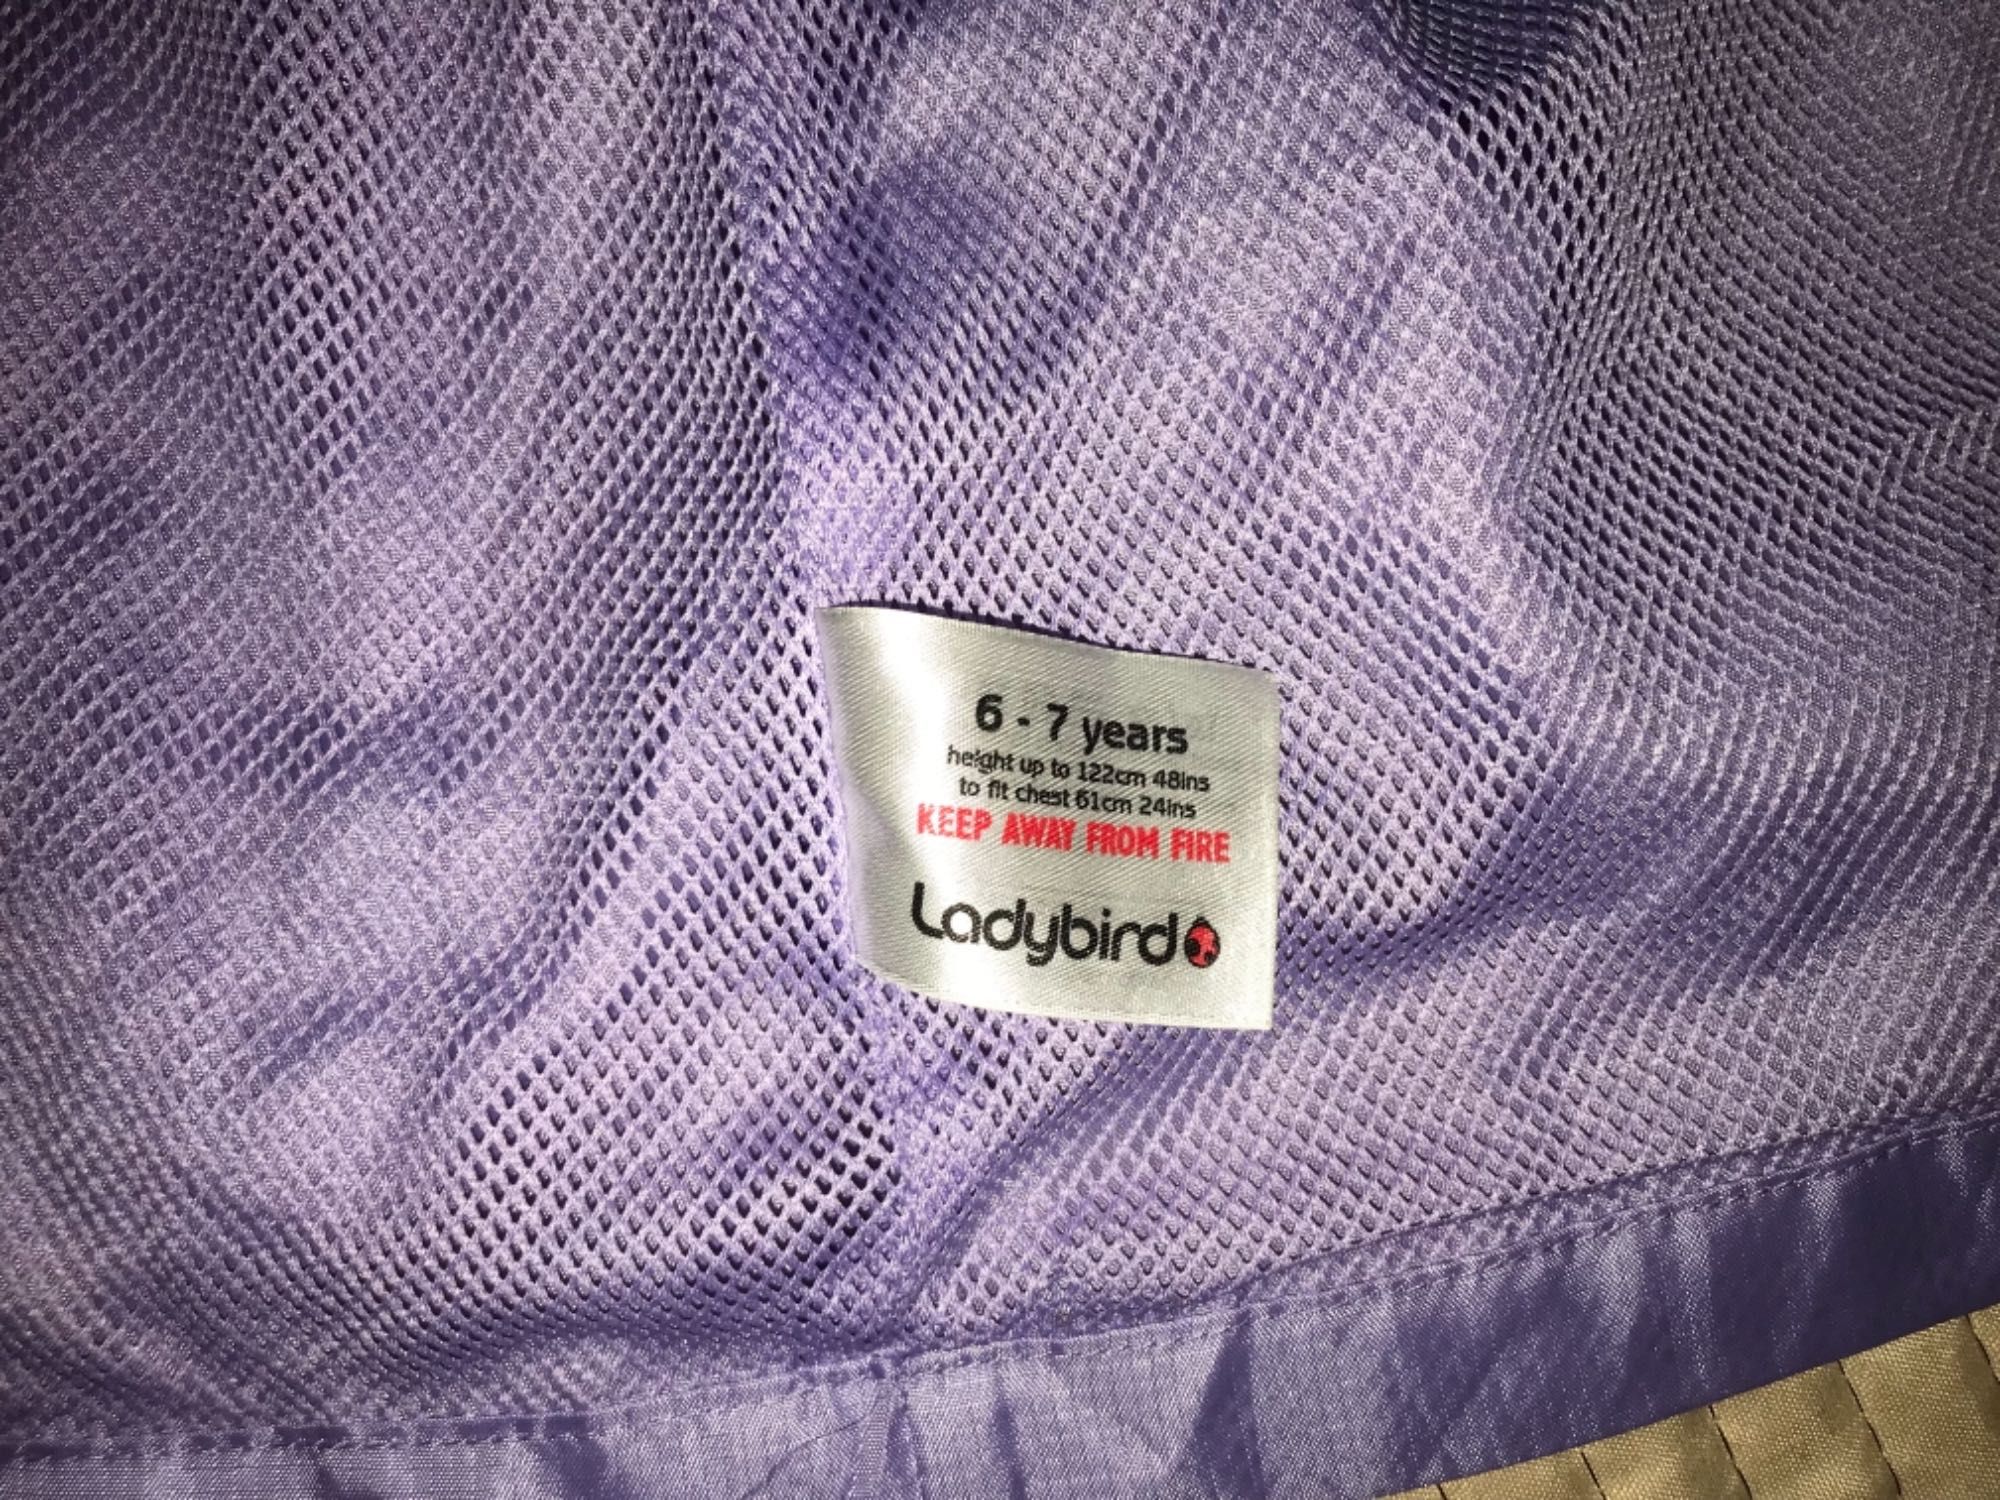 6 - 7 years
height up to 122cm 48ins
to fit chest 61cm 24ins
KEEP AWAY FROM FIRE
Ladybird